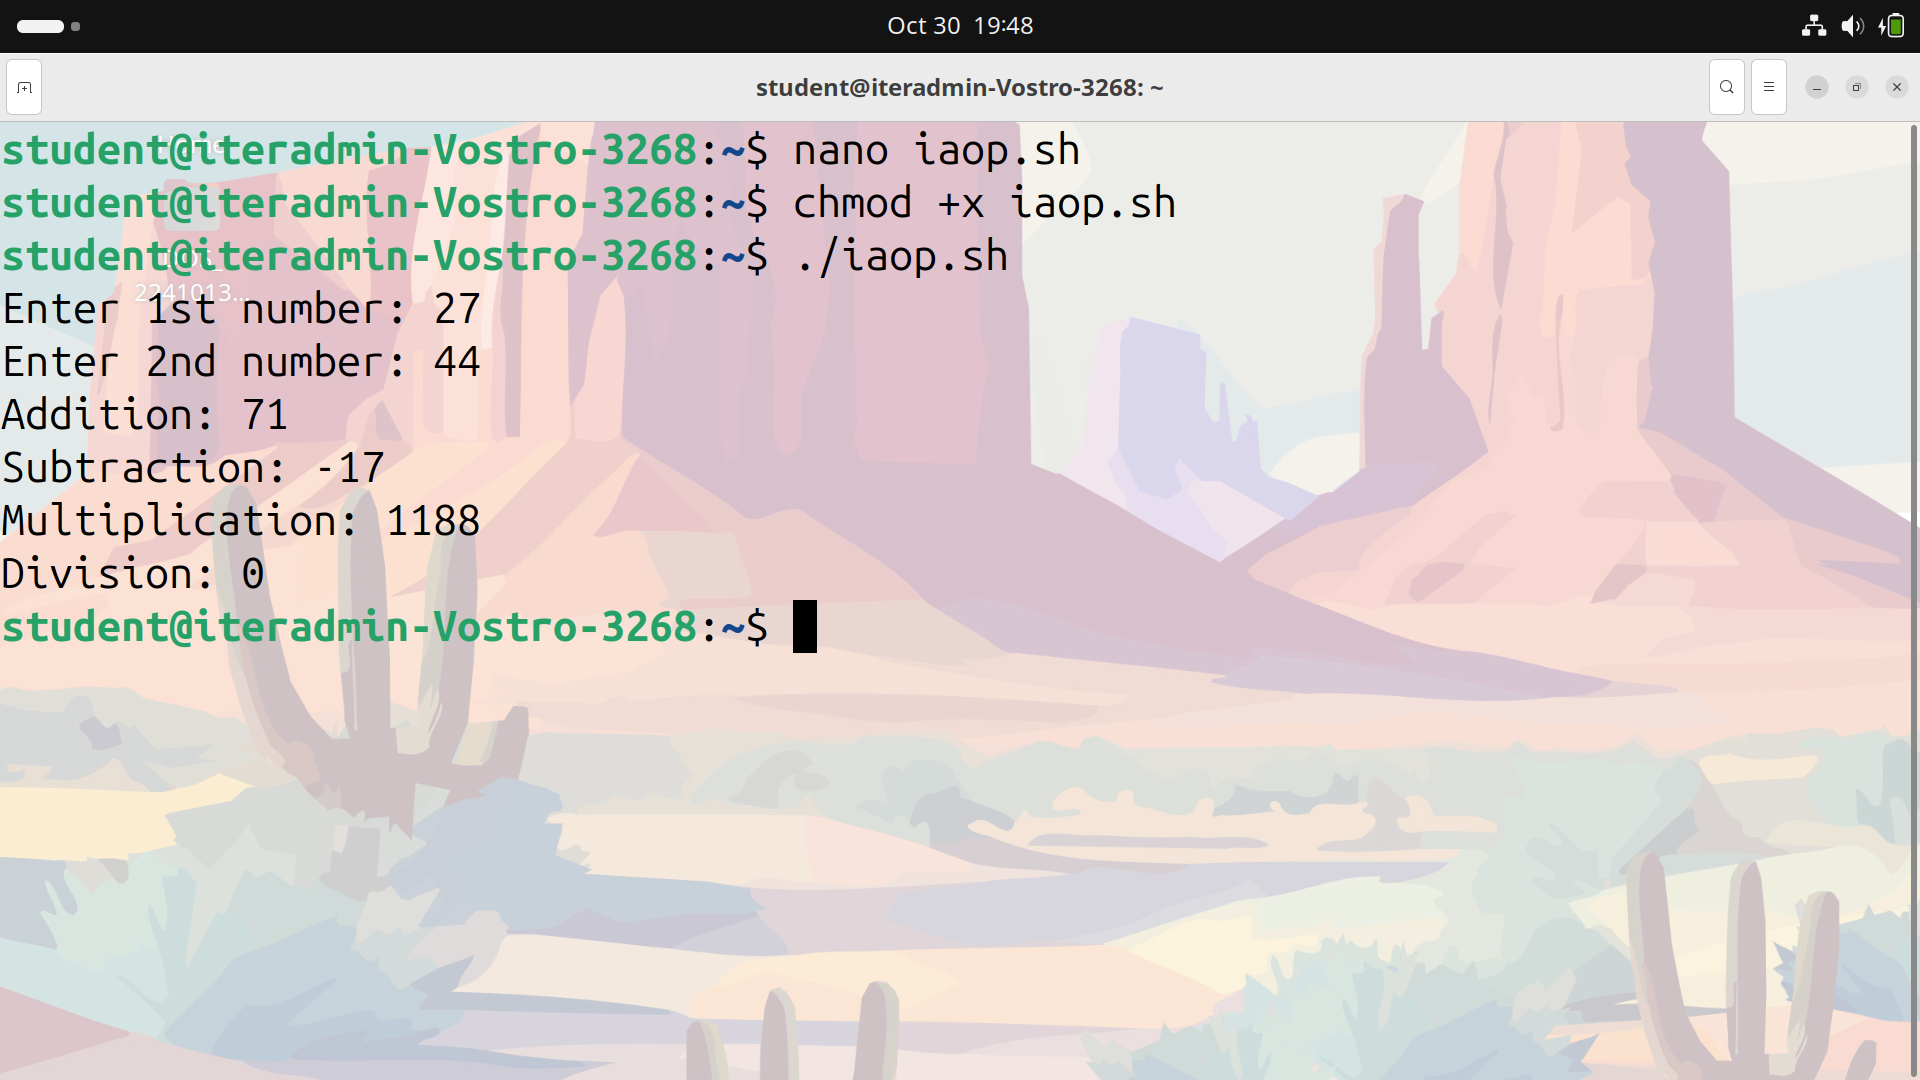 Oct 30 19:48
student@iteradmin-Vostro-3268: ~
student@iteradmin-Vostro-3268:~$ nano iaop.sh
student@iteradmin-Vostro-3268:~$ chmod +x iaop.sh
student@iteradmin-Vostro-3268:~$ ./iaop.sh
2241013...
Enter 1st number: 27
Enter 2nd number: 44
Addition: 71
Subtraction: -17
Multiplication: 1188
Division: 0
student@iteradmin-Vostro-3268:~$